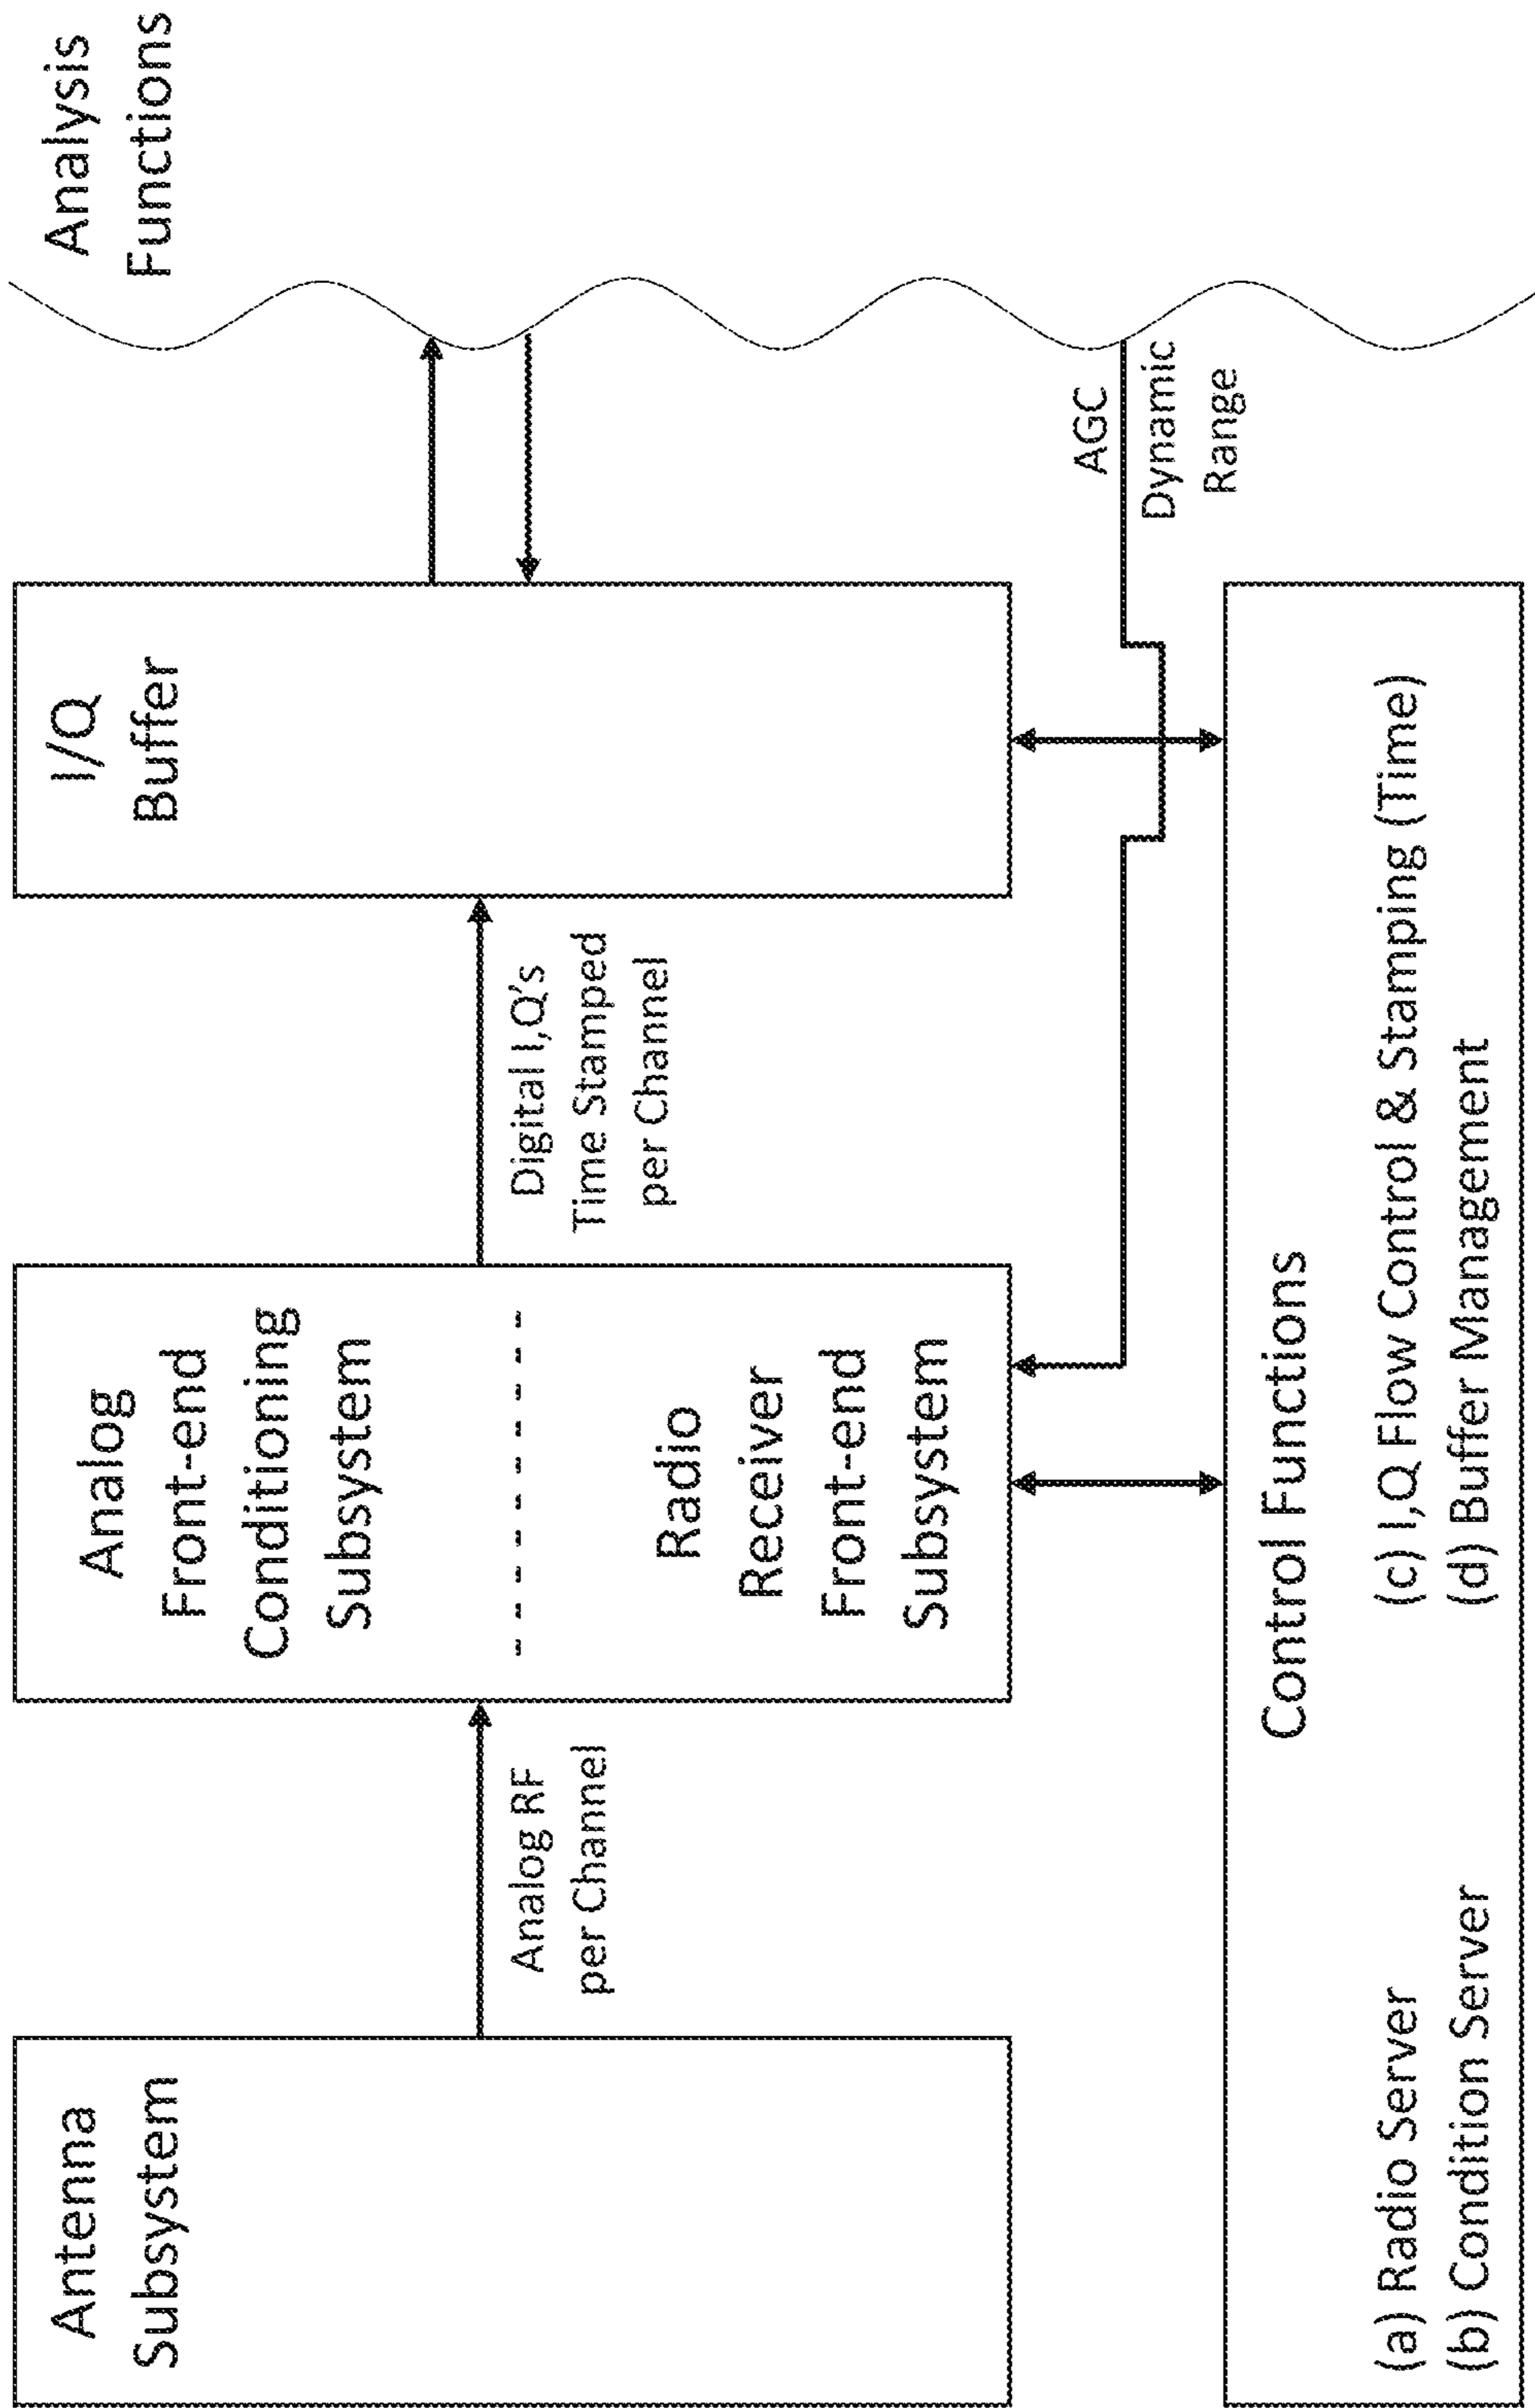 Antenna
Subsystem
Analog RF
per Channel
Analog
Front-end
Conditioning
Subsystem
Radio
Receiver
Front-end
Subsystem
Digital I,Q's
Time Stamped
per Channel
I/Q
Buffer
Analysis
Functions
AGC
Dynamic
Range
Control Functions
(a) Radio Server
(b) Condition Server
(c) I,Q Flow Control & Stamping (Time)
(d) Buffer Management